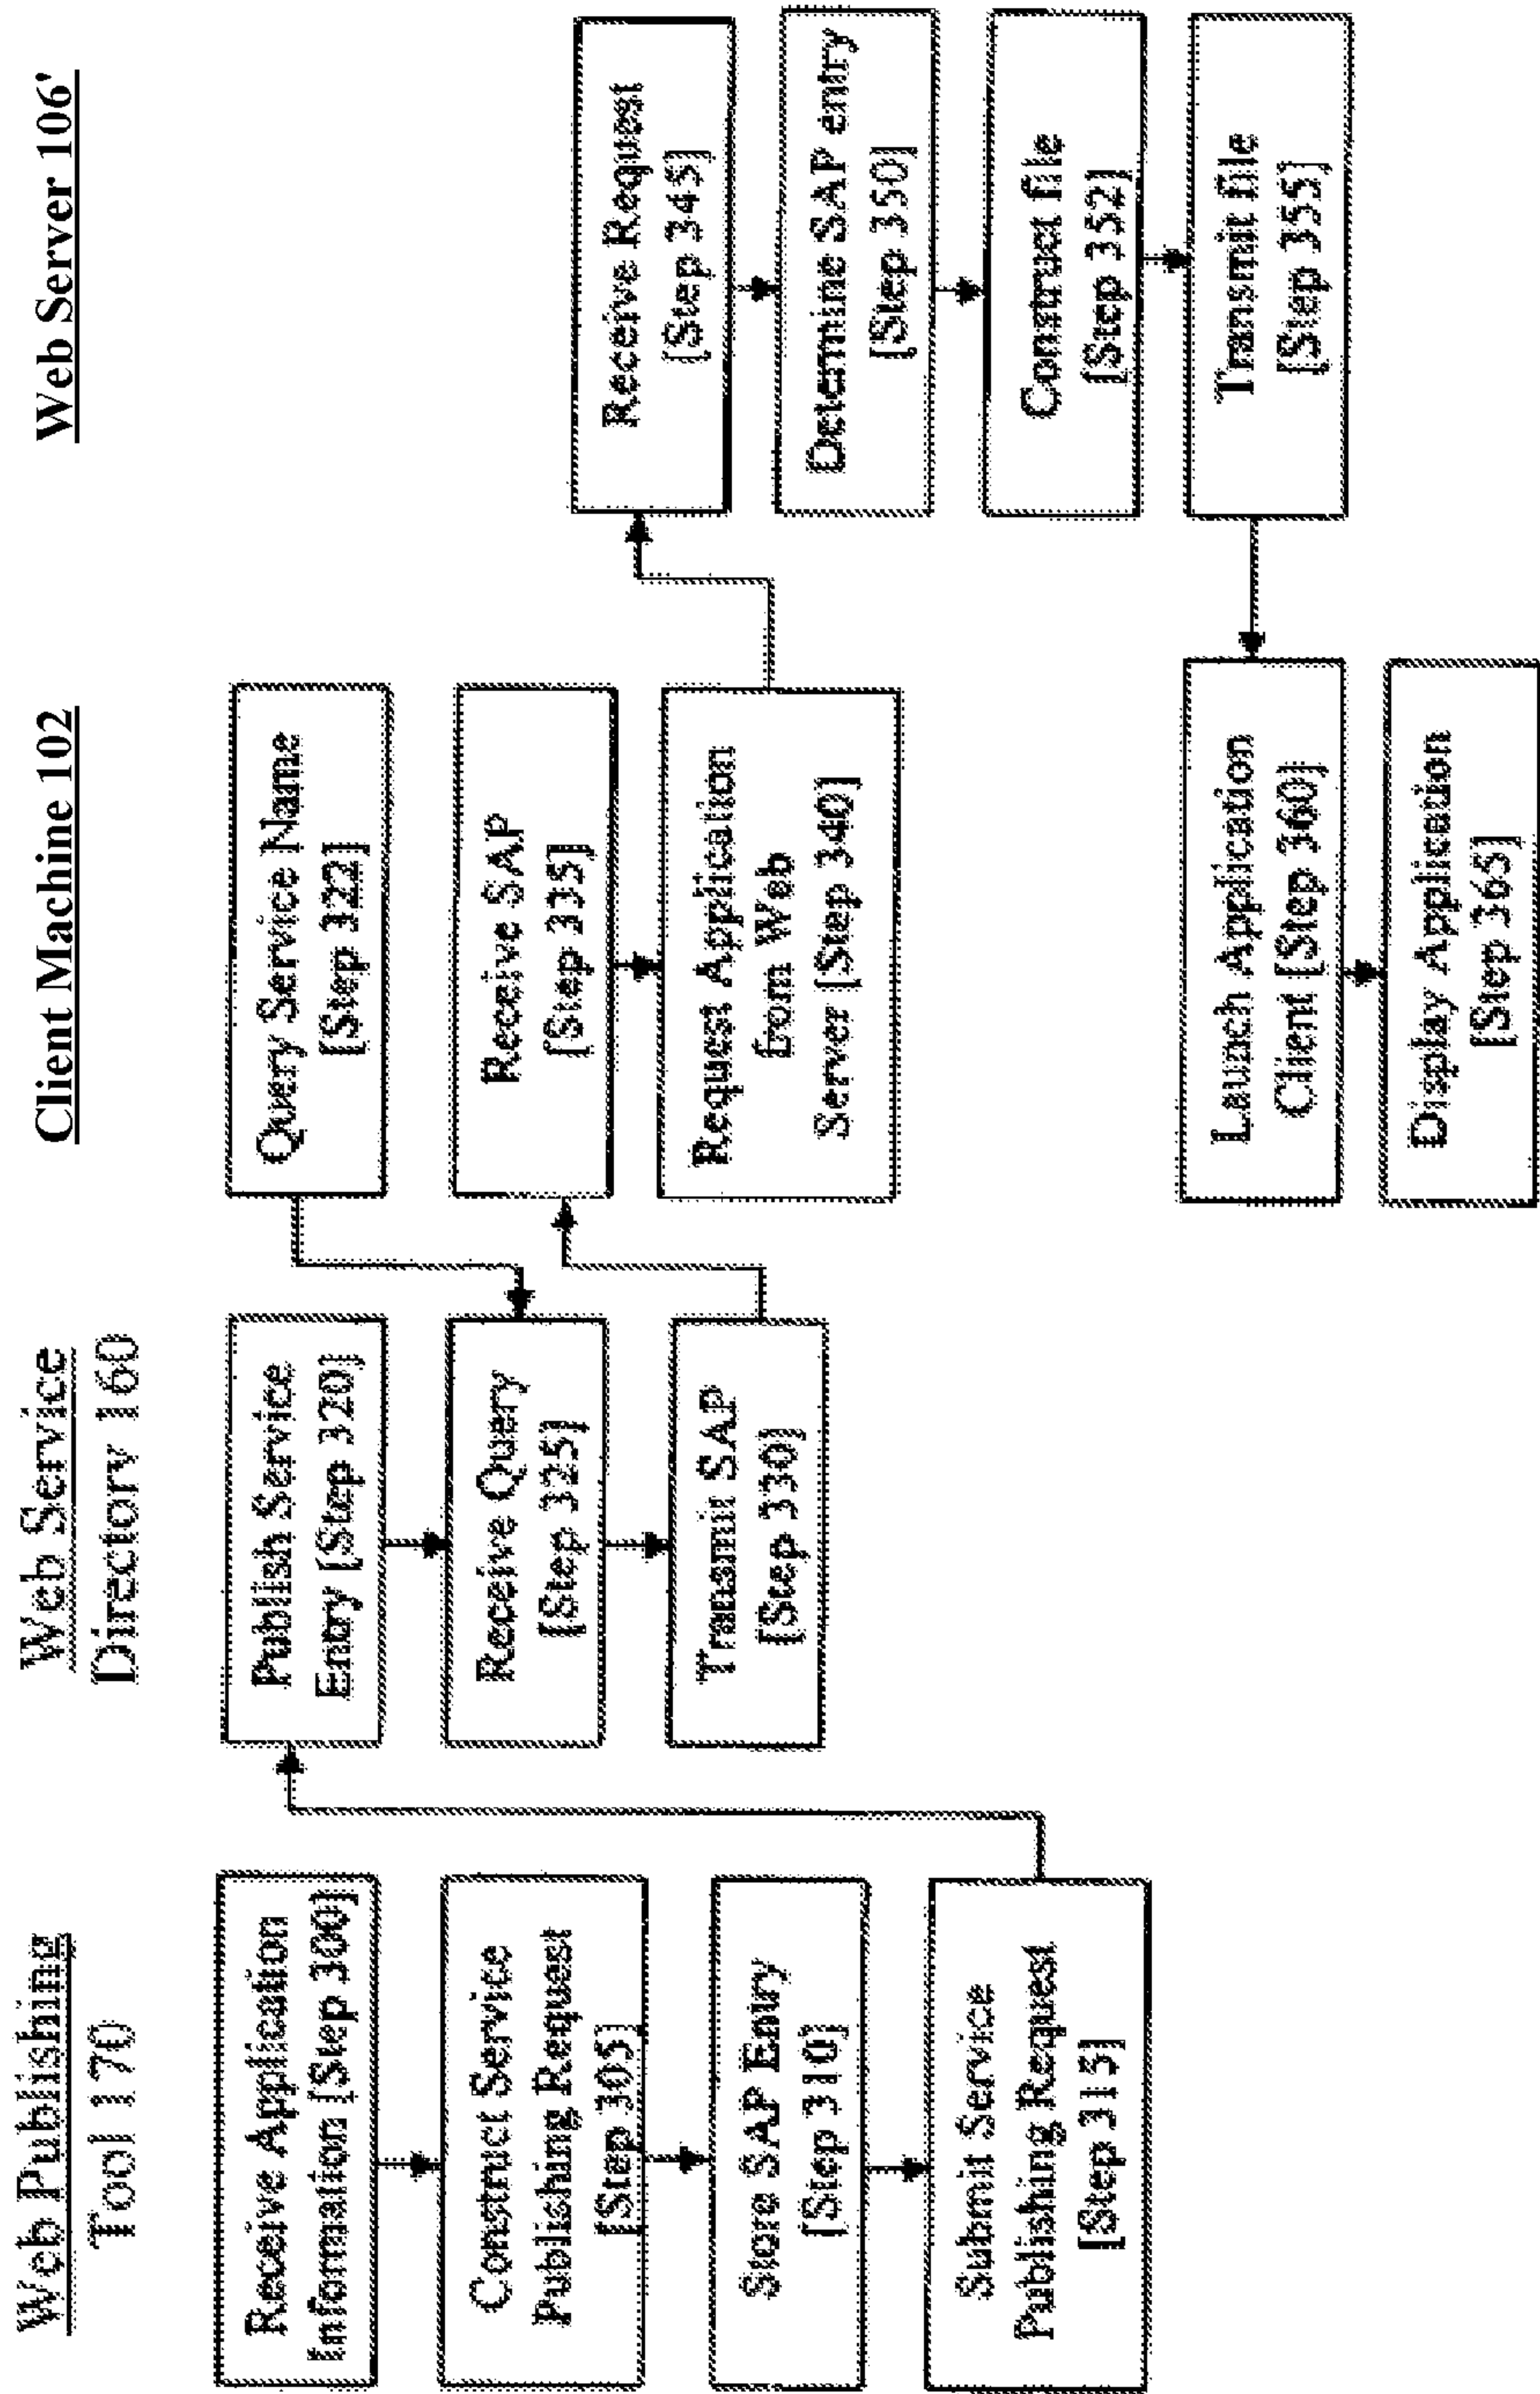 Web Publishing
Tool 170
Receive Application
Information [Step 300]
Construct Service
Publishing Request
[Step 305]
Store SAP Entry
[Step 310]
Submit Service
Publishing Request
[Step 315]
Web Service
Directory 160
Publish Service
Entry [Step 320]
Receive Query
[Step 325]
Transmit SAP
[Step 330]
Client Machine 102
Query Service Name
[Step 322]
Receive SAP
[Step 335]
Request Application
from Web
Server [Step 340]
Launch Application
Client [Step 360]
Display Application
[Step 365]
Web Server 106'
Receive Request
[Step 345]
Determine SAP entry
[Step 350]
Construct file
[Step 352]
Transmit file
[Step 355]